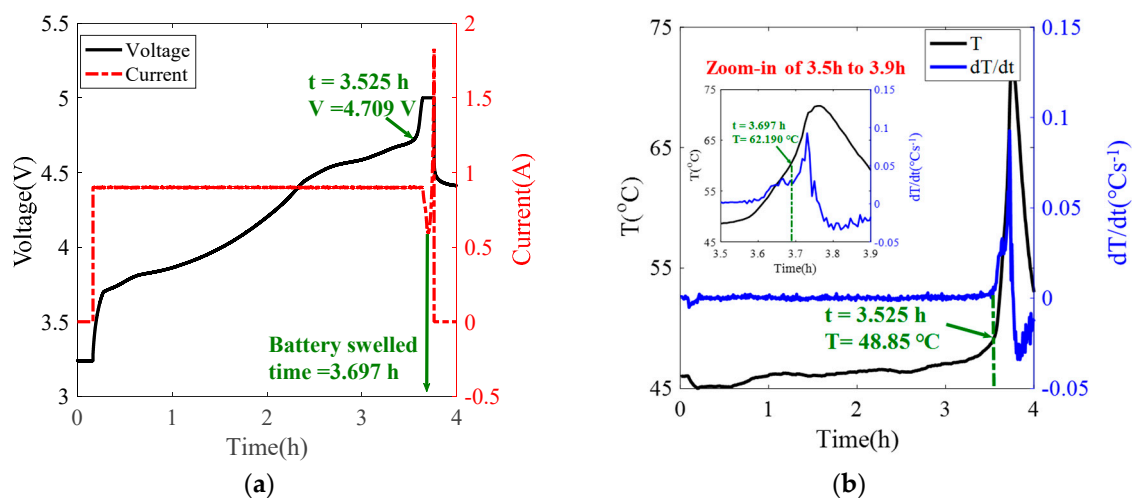 Voltage
Current
t = 3.525 h
V =4.709 V
Battery swelled
time =3.697 h
5.5
5
4.5
4
3.5
3
Voltage(V)
2
1.5
1
0.5
0
-0.5
Current(A)
0 1 2 3 4
Time(h)
(a)
T
dT/dt
Zoom-in of 3.5h to 3.9h
t = 3.697 h
T= 62.190 °C
75
65
55
45
T(°C)
0.15
0.1
0.05
0
-0.05
dT/dt(°Cs-1)
3.5 3.6 3.7 3.8 3.9
Time(h)
t = 3.525 h
T= 48.85 °C
75
65
55
45
T(°C)
0.15
0.1
0.05
0
-0.05
dT/dt(°Cs-1)
0 1 2 3 4
Time(h)
(b)